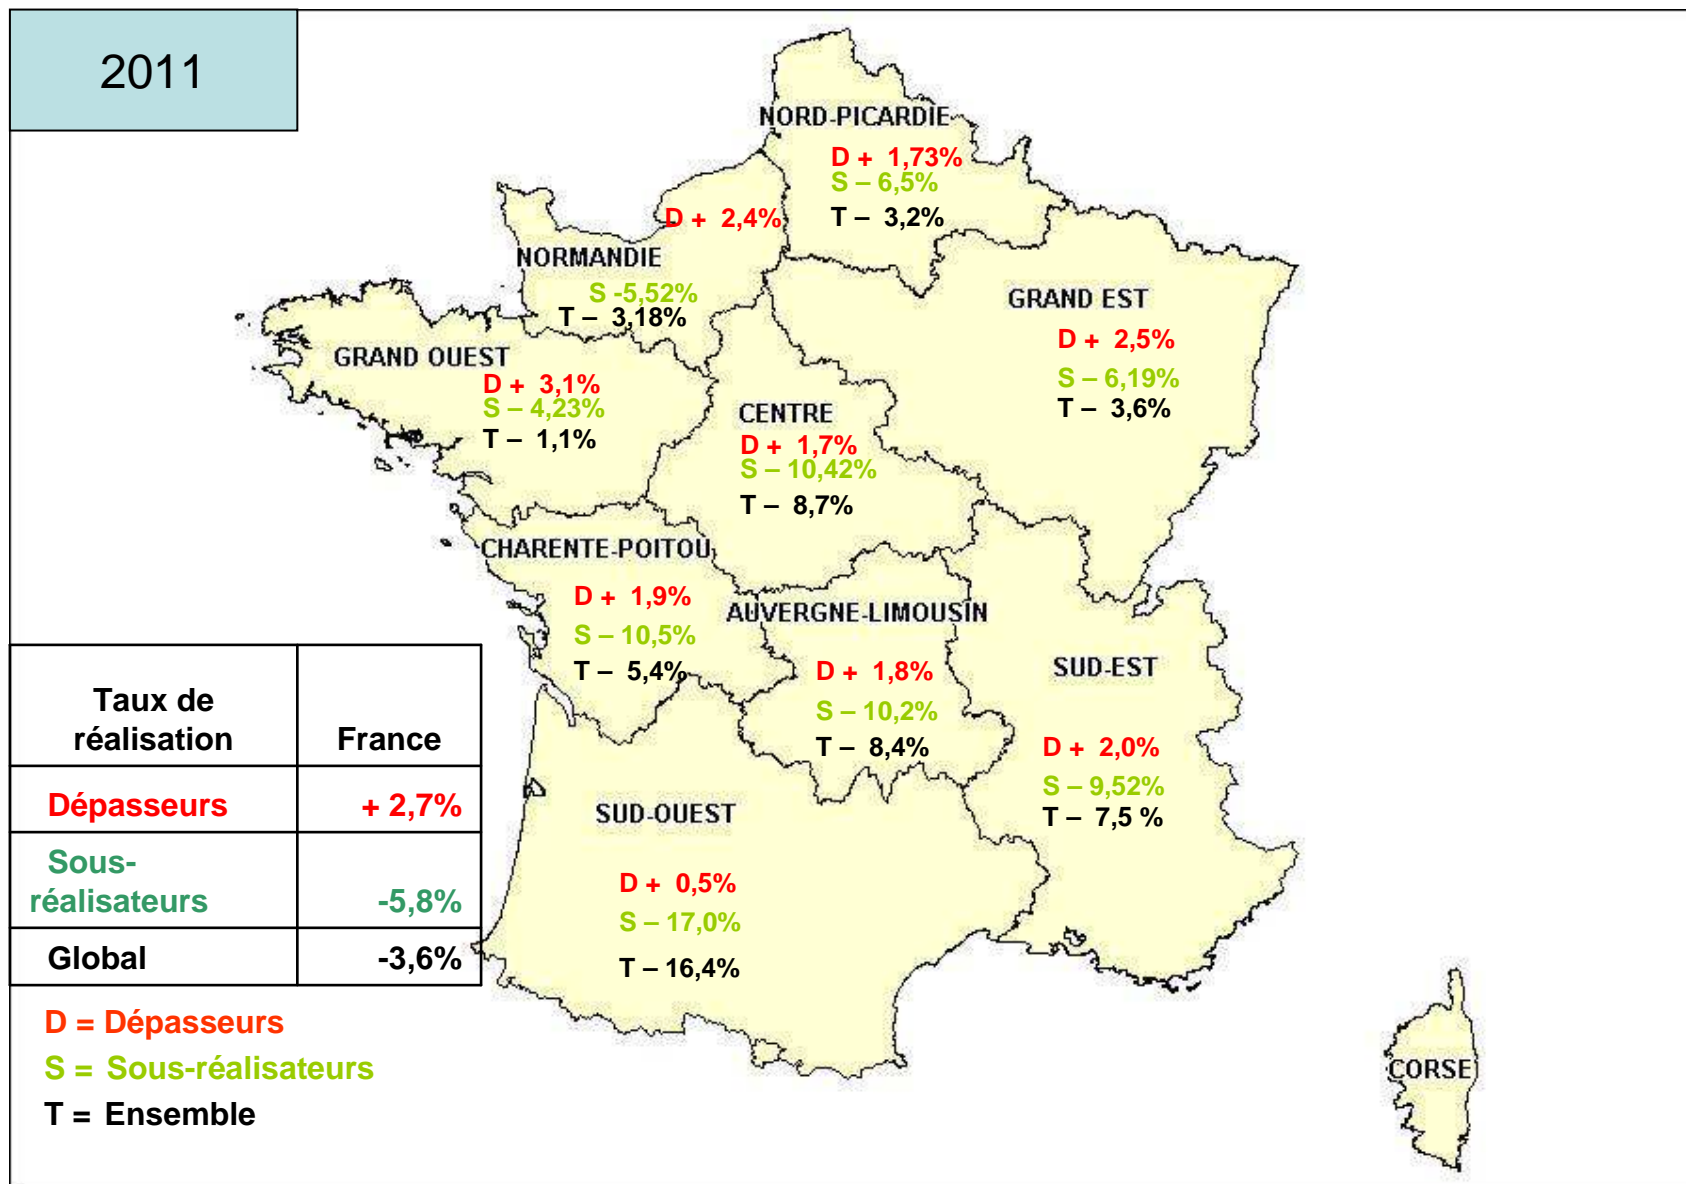 2011
NORD-PICARDIE
D + 1,73%
S – 6,5%
T – 3,2%
D + 2,4%
NORMANDIE
S -5,52%
T – 3,18%
GRAND EST
D + 2,5%
S – 6,19%
T – 3,6%
GRAND OUEST
D + 3,1%
S – 4,23%
T – 1,1%
CENTRE
D + 1,7%
S – 10,42%
T – 8,7%
CHARENTE-POITOU
D + 1,9%
S – 10,5%
T – 5,4%
AUVERGNE-LIMOUSIN
D + 1,8%
S – 10,2%
T – 8,4%
SUD-EST
D + 2,0%
S – 9,52%
T – 7,5 %
SUD-OUEST
D + 0,5%
S – 17,0%
T – 16,4%
CORSE
Taux de
réalisation
France
Dépasseurs
+ 2,7%
Sous-
réalisateurs
-5,8%
Global
-3,6%
D = Dépasseurs
S = Sous-réalisateurs
T = Ensemble